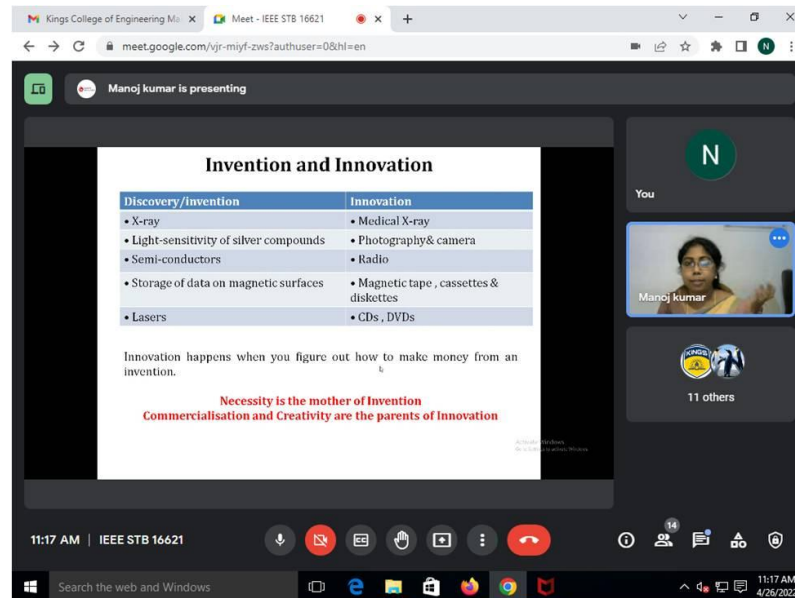 Kings College of Engineering Ma
Meet - IEEE STB 16621
meet.google.com/vjr-miyf-zws?authuser=0&hl=en
N
Manoj kumar is presenting
Invention and Innovation
Discovery/invention Innovation
• X-ray • Medical X-ray
• Light-sensitivity of silver compounds • Photography& camera
• Semi-conductors • Radio
• Storage of data on magnetic surfaces • Magnetic tape , cassettes &
diskettes
• Lasers • CDs , DVDs
Innovation happens when you figure out how to make money from an
invention.
Necessity is the mother of Invention
Commercialisation and Creativity are the parents of Innovation
Activate Windows
N
You
Manoj kumar
KINGS
11 others
11:17 AM | IEEE STB 16621
CC
14
Search the web and Windows
11:17 AM
4/26/2022